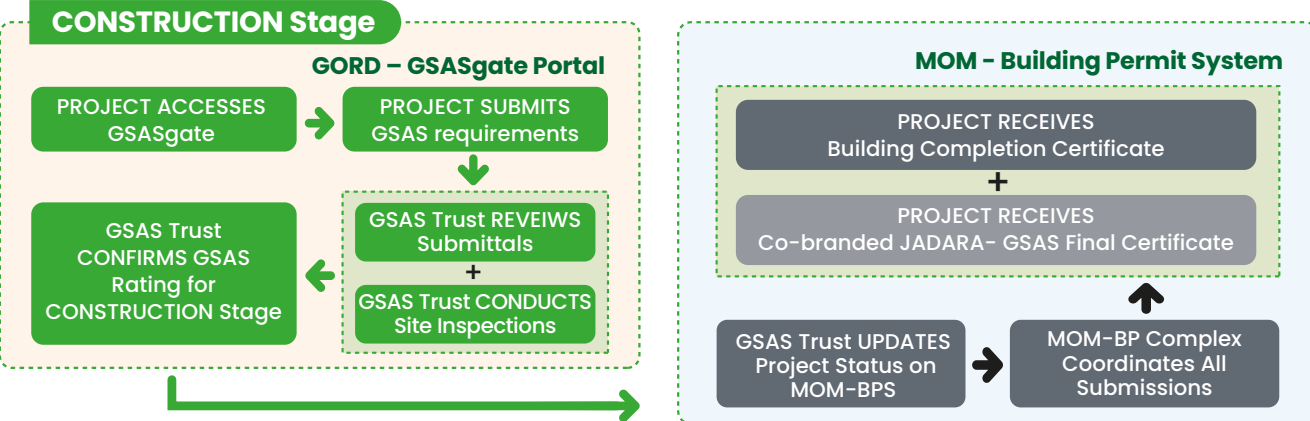 CONSTRUCTION Stage
GORD – GSASgate Portal
PROJECT ACCESSES
GSASgate
PROJECT SUBMITS
GSAS requirements
GSAS Trust REVEIWS
Submittals
+
GSAS Trust CONDUCTS
Site Inspections
GSAS Trust
CONFIRMS GSAS
Rating for
CONSTRUCTION Stage
MOM - Building Permit System
GSAS Trust UPDATES
Project Status on
MOM-BPS
MOM-BP Complex
Coordinates All
Submissions
PROJECT RECEIVES
Building Completion Certificate
+
PROJECT RECEIVES
Co-branded JADARA- GSAS Final Certificate